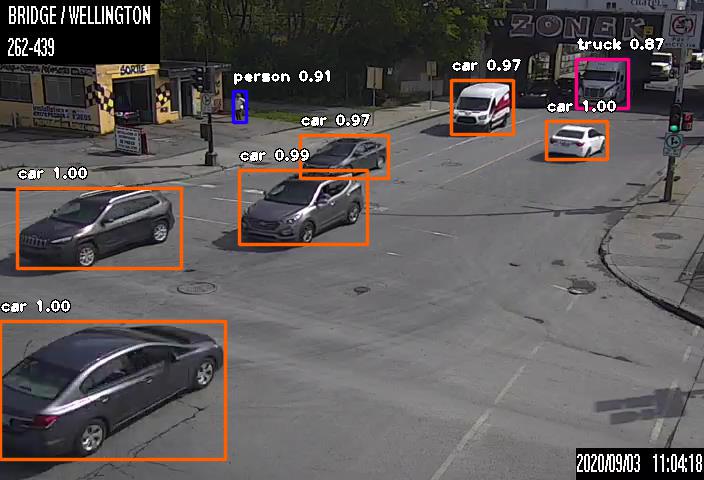 BRIDGE / WELLINGTON
262-439
ZONEK
truck 0.87
car 0.97
person 0.91
SORTIE
car 1.00
car 0.97
car 0.99
car 1.00
car 1.00
2020/09/03 11:04:18